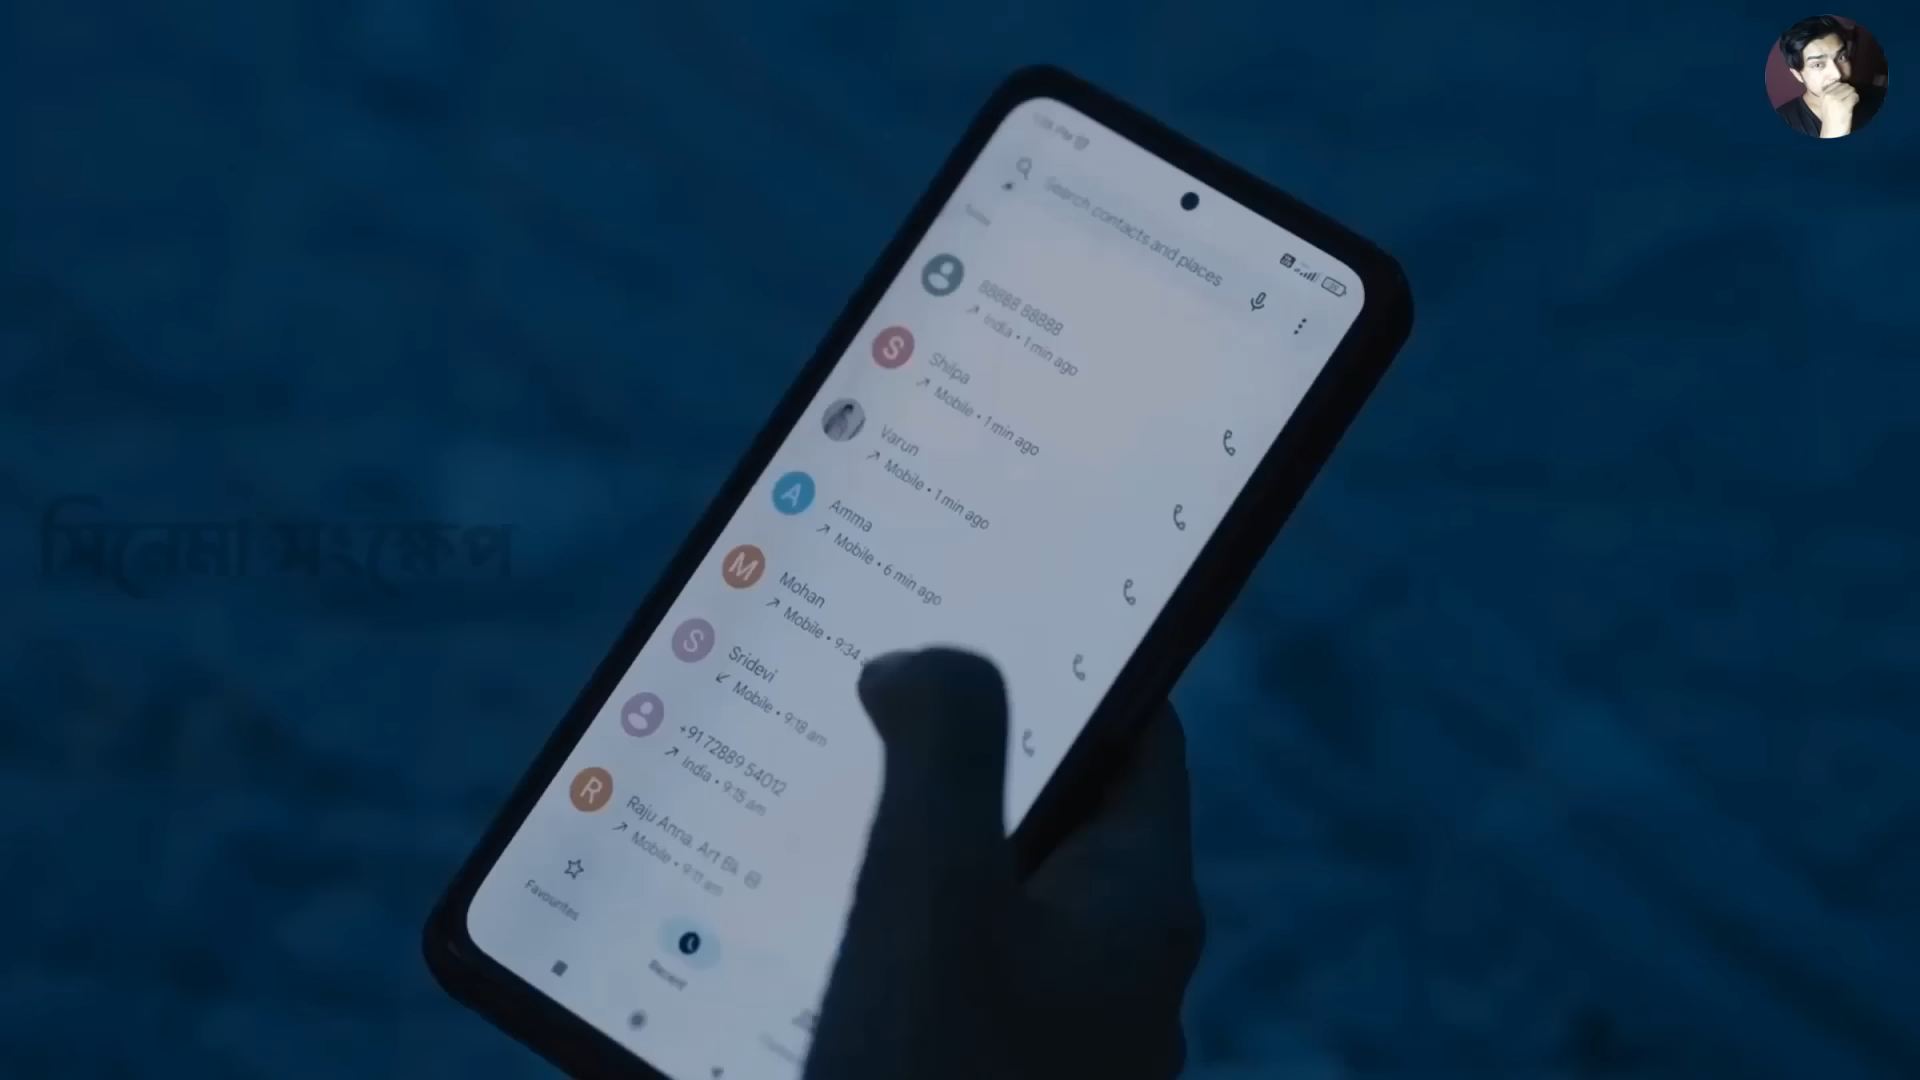 Search contacts and places
Today
88888 88888
India • 1 min ago
S
Shilpa
Mobile • 1 min ago
Varun
Mobile • 1 min ago
A
Amma
Mobile • 6 min ago
M
Mohan
Mobile • 9:34
S
Sridevi
Mobile • 9:18 am
+91 72889 54012
India • 9:15 am
R
Raju Anna, Art Bk
Mobile • 9:11 am
Favourites
Recent
সিনেমা সংক্ষেপ